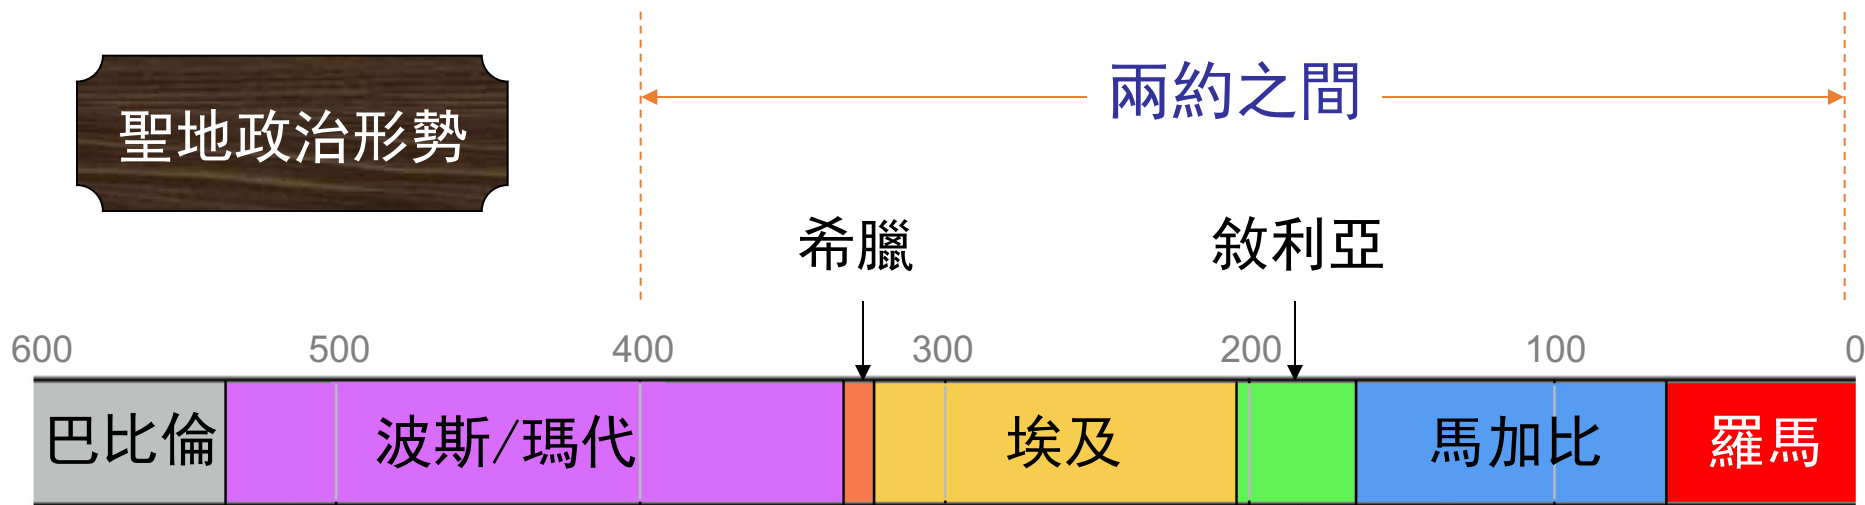 兩約之間
聖地政治形勢
希臘
敘利亞
600 500 400 300 200 100 0
巴比倫 波斯/瑪代 埃及 馬加比 羅馬